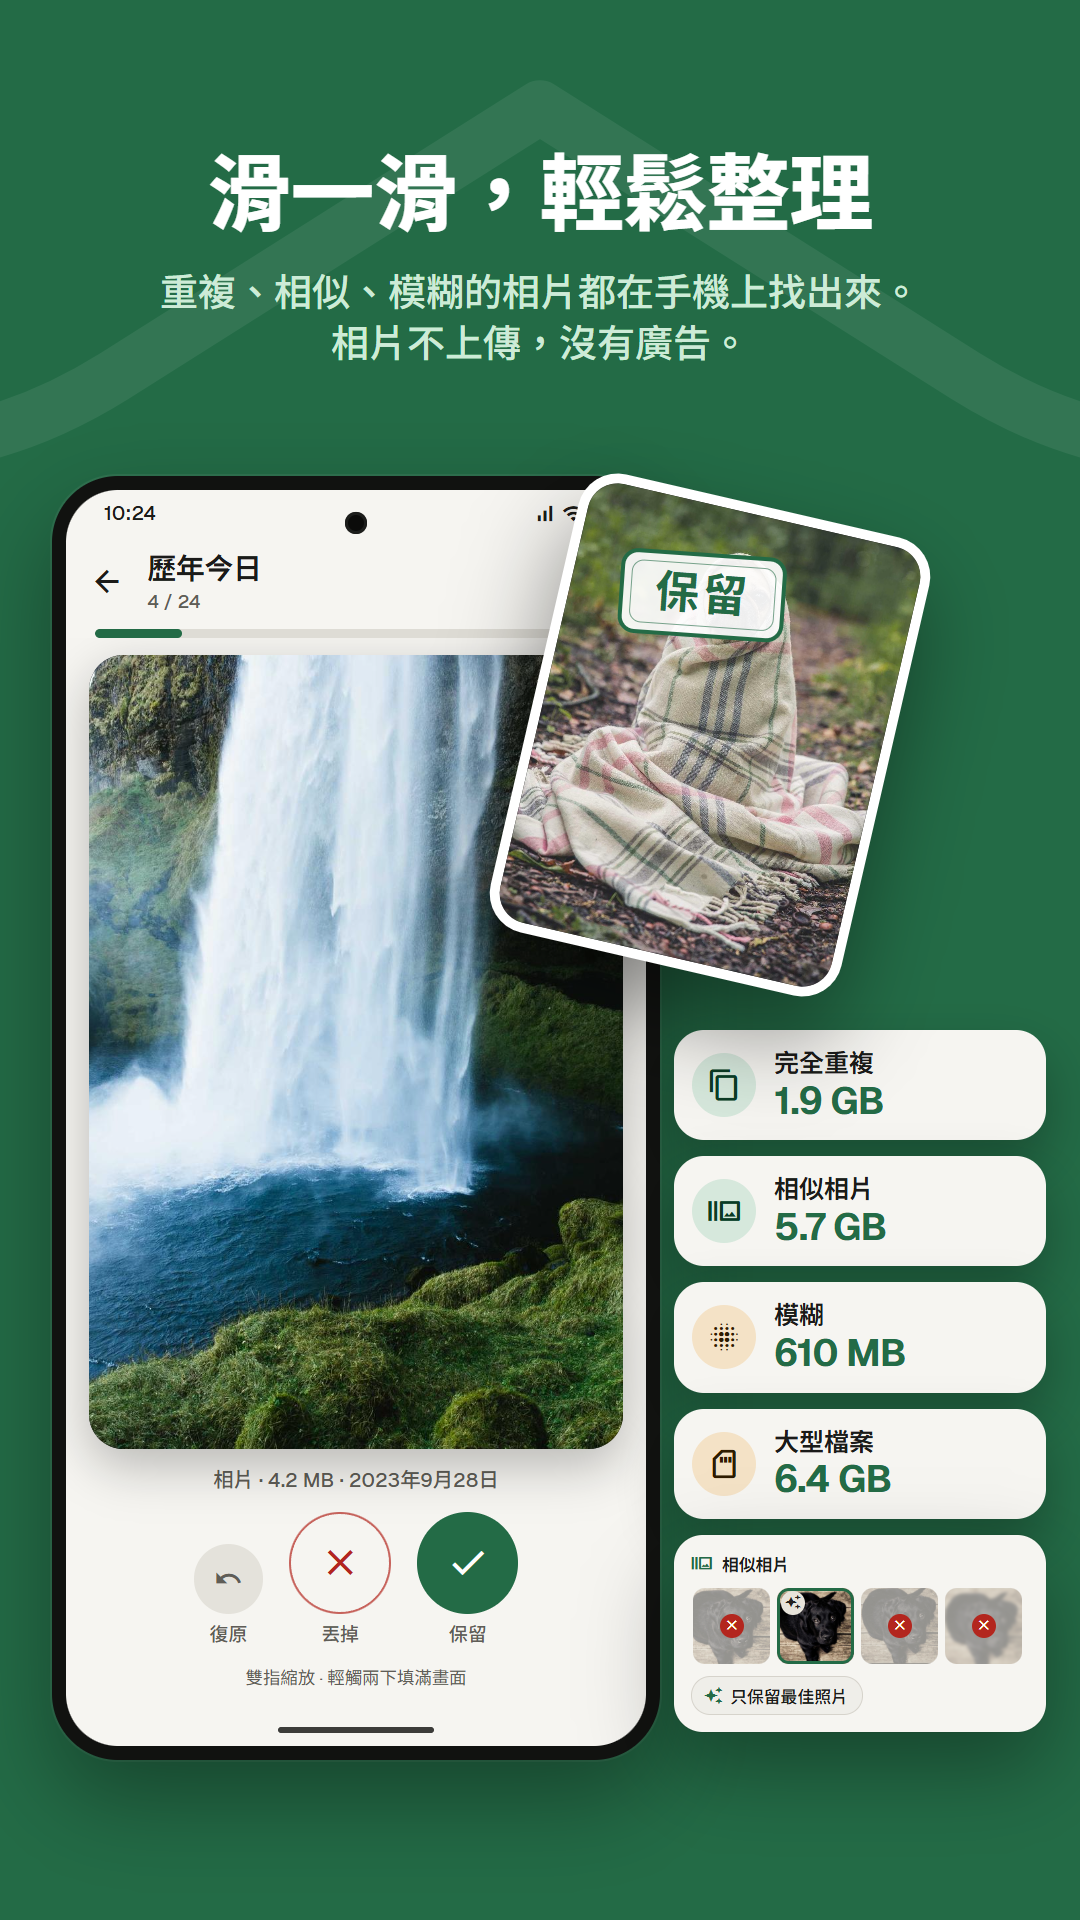 滑一滑，輕鬆整理
重複、相似、模糊的相片都在手機上找出來。
相片不上傳，沒有廣告。
10:24
歷年今日
4 / 24
保留
相片 · 4.2 MB · 2023年9月28日
復原
丟掉
保留
雙指縮放 · 輕觸兩下填滿畫面
完全重複
1.9 GB
相似相片
5.7 GB
模糊
610 MB
大型檔案
6.4 GB
相似相片
只保留最佳照片